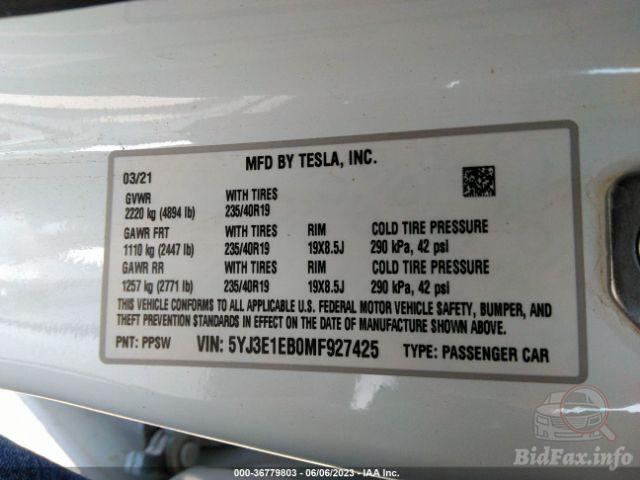 MFD BY TESLA, INC.
03/21
GVWR WITH TIRES
2220 kg (4894 lb) 235/40R19
GAWR FRT WITH TIRES RIM COLD TIRE PRESSURE
1110 kg (2447 lb) 235/40R19 19X8.5J 290 kPa, 42 psi
GAWR RR WITH TIRES RIM COLD TIRE PRESSURE
1257 kg (2771 lb) 235/40R19 19X8.5J 290 kPa, 42 psi
THIS VEHICLE CONFORMS TO ALL APPLICABLE U.S. FEDERAL MOTOR VEHICLE SAFETY, BUMPER, AND
THEFT PREVENTION STANDARDS IN EFFECT ON THE DATE OF MANUFACTURE SHOWN ABOVE.
PNT: PPSW VIN: 5YJ3E1EB0MF927425 TYPE: PASSENGER CAR
BidFax.info
000-36779803 - 06/06/2023 - IAA Inc.